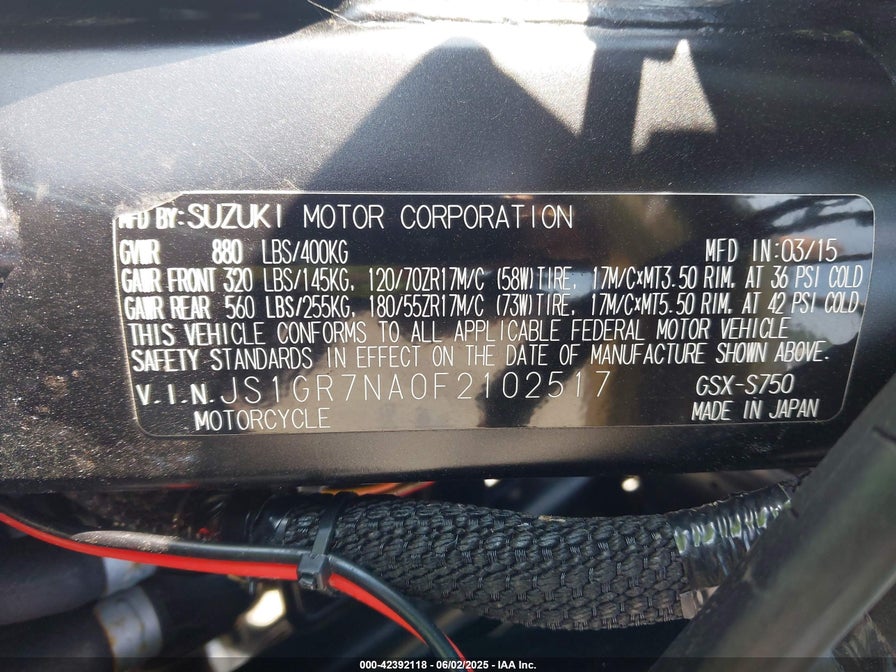 MFD BY: SUZUKI MOTOR CORPORATION
GVWR 880 LBS/400KG MFD IN:03/15
GAWR FRONT 320 LBS/145KG, 120/70ZR17M/C (58W)TIRE, 17M/C×MT3.50 RIM. AT 36 PSI COLD
GAWR REAR 560 LBS/255KG, 180/55ZR17M/C (73W)TIRE, 17M/C×MT5.50 RIM. AT 42 PSI COLD
THIS VEHICLE CONFORMS TO ALL APPLICABLE FEDERAL MOTOR VEHICLE
SAFETY STANDARDS IN EFFECT ON THE DATE OF MANUFACTURE SHOWN ABOVE.
V.I.N. JS1GR7NA0F2102517 GSX-S750
MOTORCYCLE MADE IN JAPAN
000-42392118 - 06/02/2025 - IAA Inc.